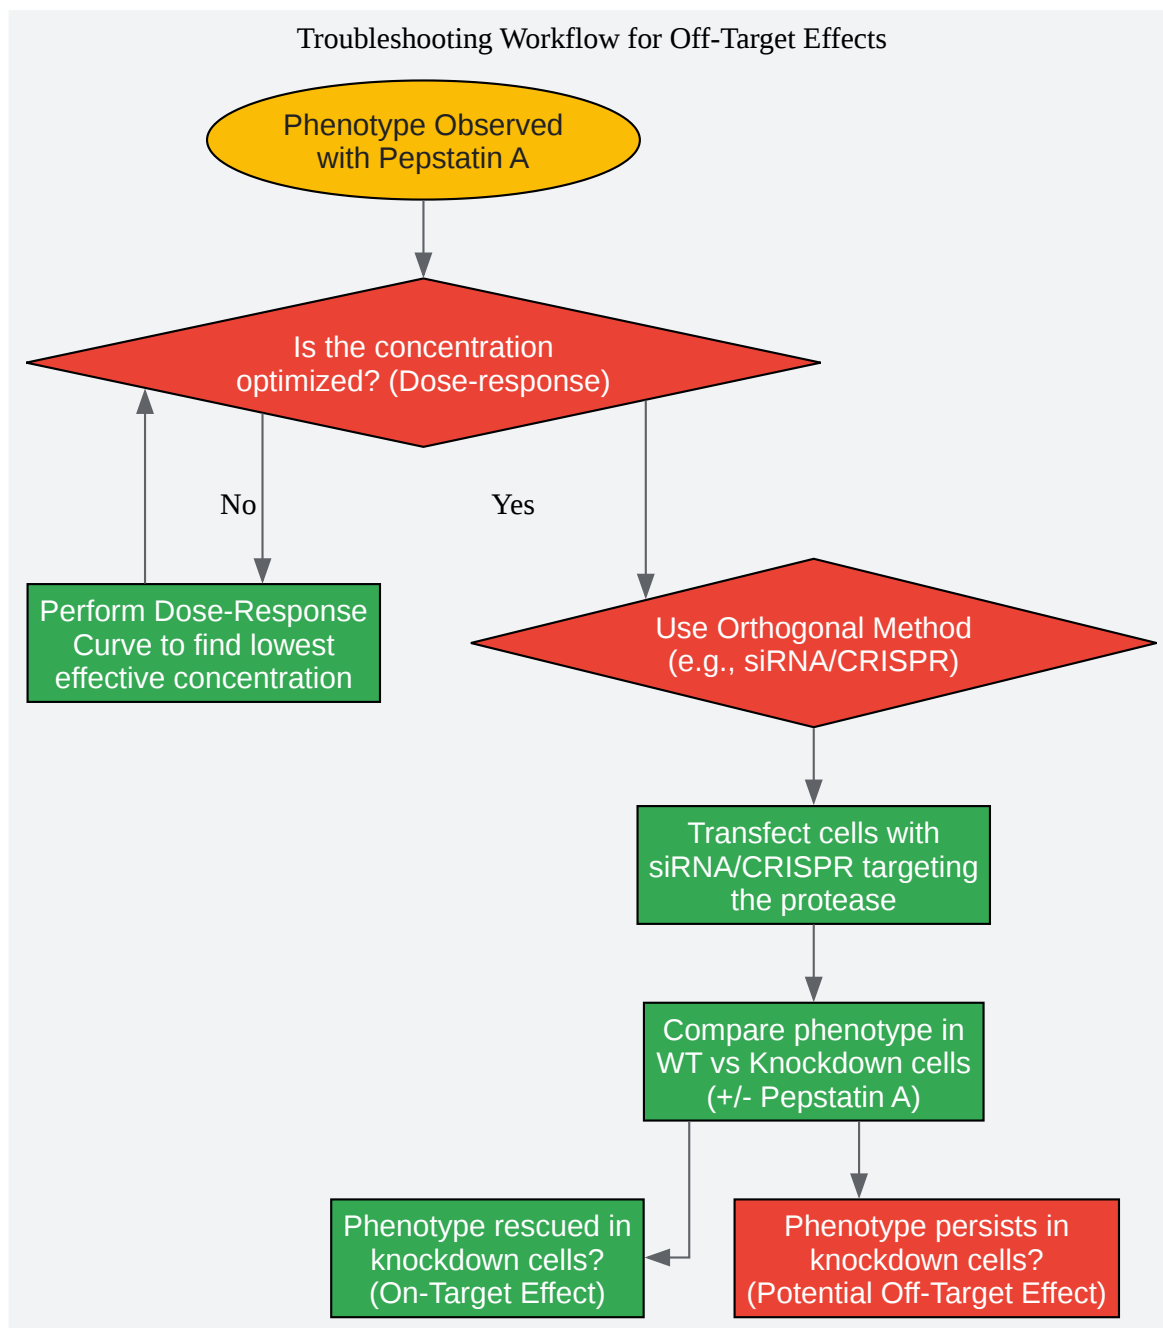 Troubleshooting Workflow for Off-Target Effects
Phenotype Observed
with Pepstatin A
Is the concentration
optimized? (Dose-response)
No
Yes
Perform Dose-Response
Curve to find lowest
effective concentration
Use Orthogonal Method
(e.g., siRNA/CRISPR)
Transfect cells with
siRNA/CRISPR targeting
the protease
Compare phenotype in
WT vs Knockdown cells
(+/- Pepstatin A)
Phenotype rescued in
knockdown cells?
(On-Target Effect)
Phenotype persists in
knockdown cells?
(Potential Off-Target Effect)